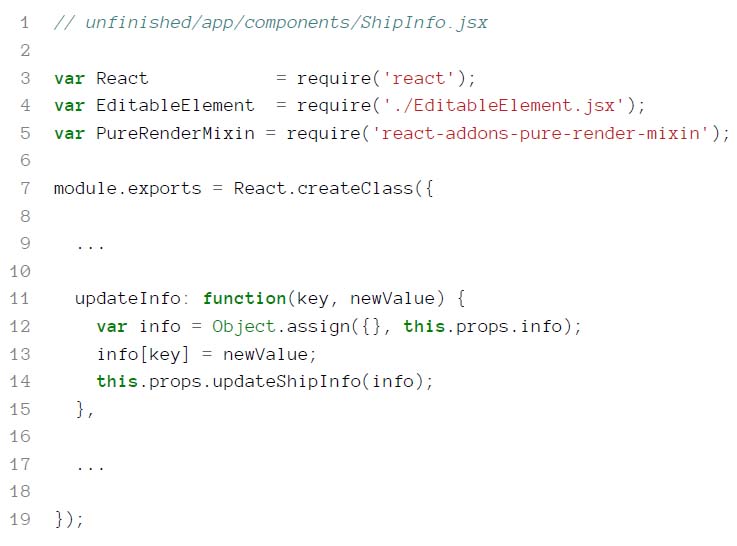 1 // unfinished/app/components/ShipInfo.jsx
2
3 var React            = require('react');
4 var EditableElement  = require('./EditableElement.jsx');
5 var PureRenderMixin = require('react-addons-pure-render-mixin');
6
7 module.exports = React.createClass({
8
9   ...
10
11   updateInfo: function(key, newValue) {
12     var info = Object.assign({}, this.props.info);
13     info[key] = newValue;
14     this.props.updateShipInfo(info);
15   },
16
17   ...
18
19 });